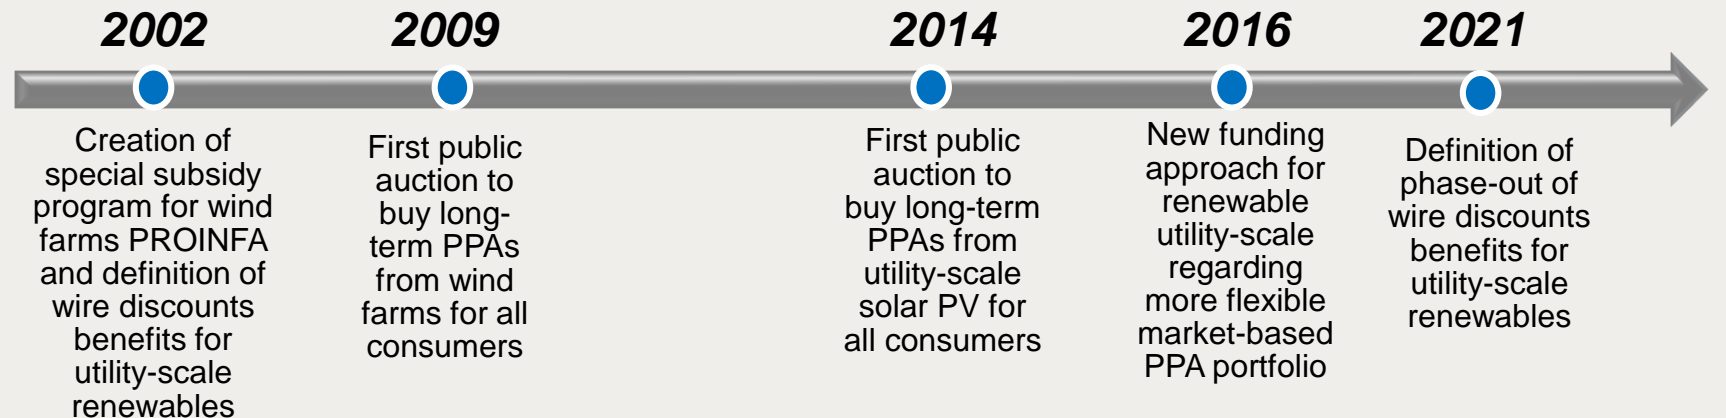 2002
Creation of
special subsidy
program for wind
farms PROINFA
and definition of
wire discounts
benefits for
utility-scale
renewables
2009
First public
auction to
buy long-
term PPAs
from wind
farms for all
consumers
2014
First public
auction to
buy long-term
PPAs from
utility-scale
solar PV for
all consumers
2016
New funding
approach for
renewable
utility-scale
regarding
more flexible
market-based
PPA portfolio
2021
Definition of
phase-out of
wire discounts
benefits for
utility-scale
renewables